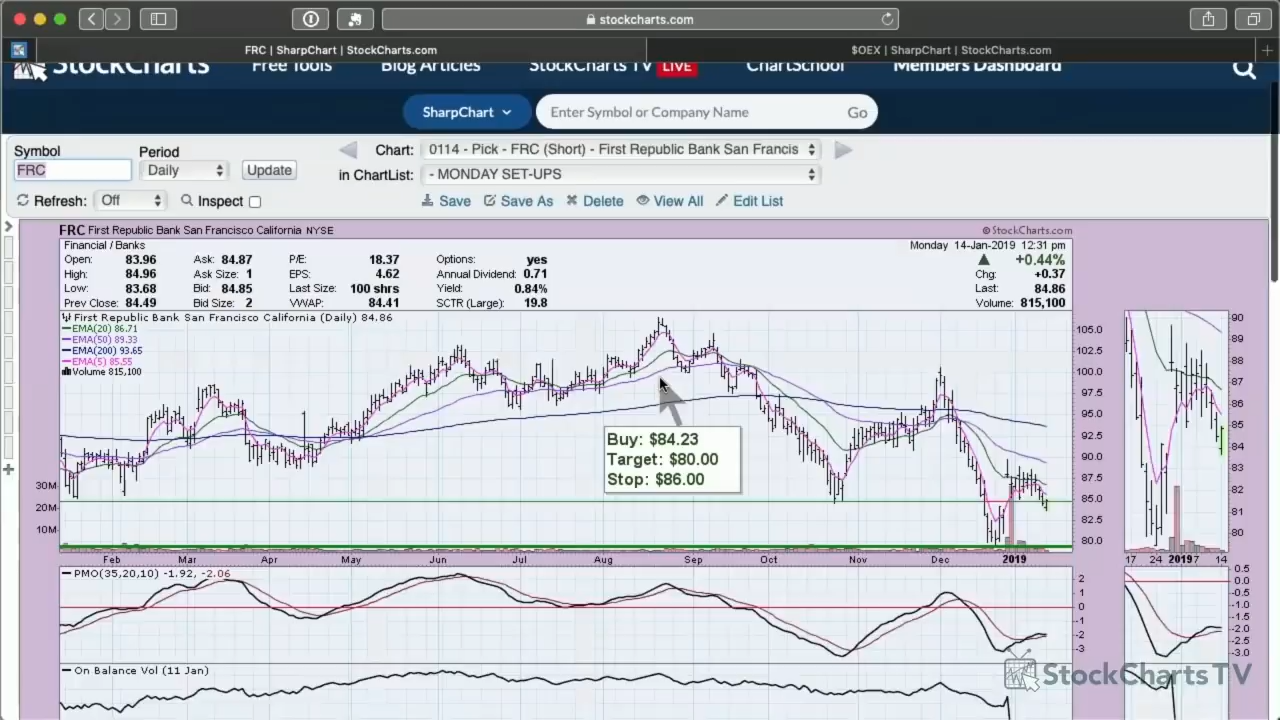 stockcharts.com
FRC | SharpChart | StockCharts.com
$OEX | SharpChart | StockCharts.com
StockCharts Free Tools Blog Articles StockCharts TV LIVE ChartSchool Members Dashboard
SharpChart Enter Symbol or Company Name Go
Symbol Period Chart: 0114 - Pick - FRC (Short) - First Republic Bank San Francis
FRC Daily Update in ChartList: - MONDAY SET-UPS
Refresh: Off Inspect Save Save As Delete View All Edit List
FRC First Republic Bank San Francisco California NYSE © StockCharts.com
Financial / Banks Monday 14-Jan-2019 12:31 pm
Open: 83.96 Ask: 84.87 P/E: 18.37 Options: yes +0.44%
High: 84.96 Ask Size: 1 EPS: 4.62 Annual Dividend: 0.71 Chg: +0.37
Low: 83.68 Bid: 84.85 Last Size: 100 shrs Yield: 0.84% Last: 84.86
Prev Close: 84.49 Bid Size: 2 VWAP: 84.41 SCTR (Large): 19.8 Volume: 815,100
First Republic Bank San Francisco California (Daily) 84.86
EMA(20) 86.71
EMA(50) 89.33
EMA(200) 93.65
EMA(5) 85.55
Volume 815,100
105.0
102.5
100.0
97.5
95.0
92.5
90.0
87.5
85.0
82.5
80.0
30M
20M
10M
Buy: $84.23
Target: $80.00
Stop: $86.00
90
89
88
87
86
85
84
83
82
81
80
Feb Mar Apr May Jun Jul Aug Sep Oct Nov Dec 2019
17 24 2019 7 14
PMO(35,20,10) -1.92, -2.06
2
1
0
-1
-2
-3
0.5
0.0
-0.5
-1.0
-1.5
-2.0
-2.5
-3.0
On Balance Vol (11 Jan)
StockCharts TV